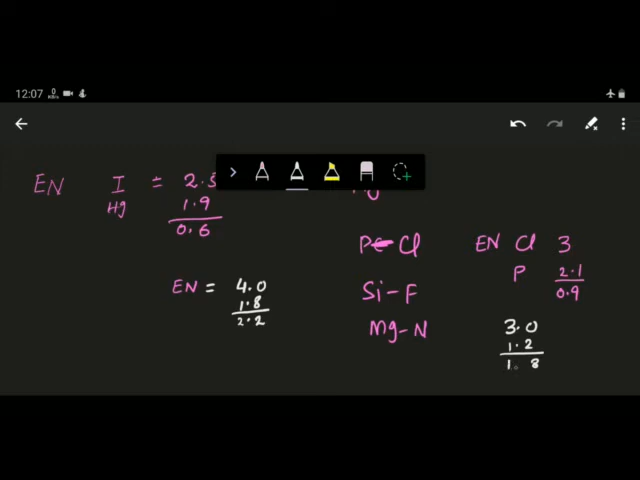 12:07
EN I = 2.5
Hg 1.9
0.6
P-Cl EN Cl 3
P 2.1
0.9
EN = 4.0
1.8
2.2
Si-F
Mg-N
3.0
1.2
1.8